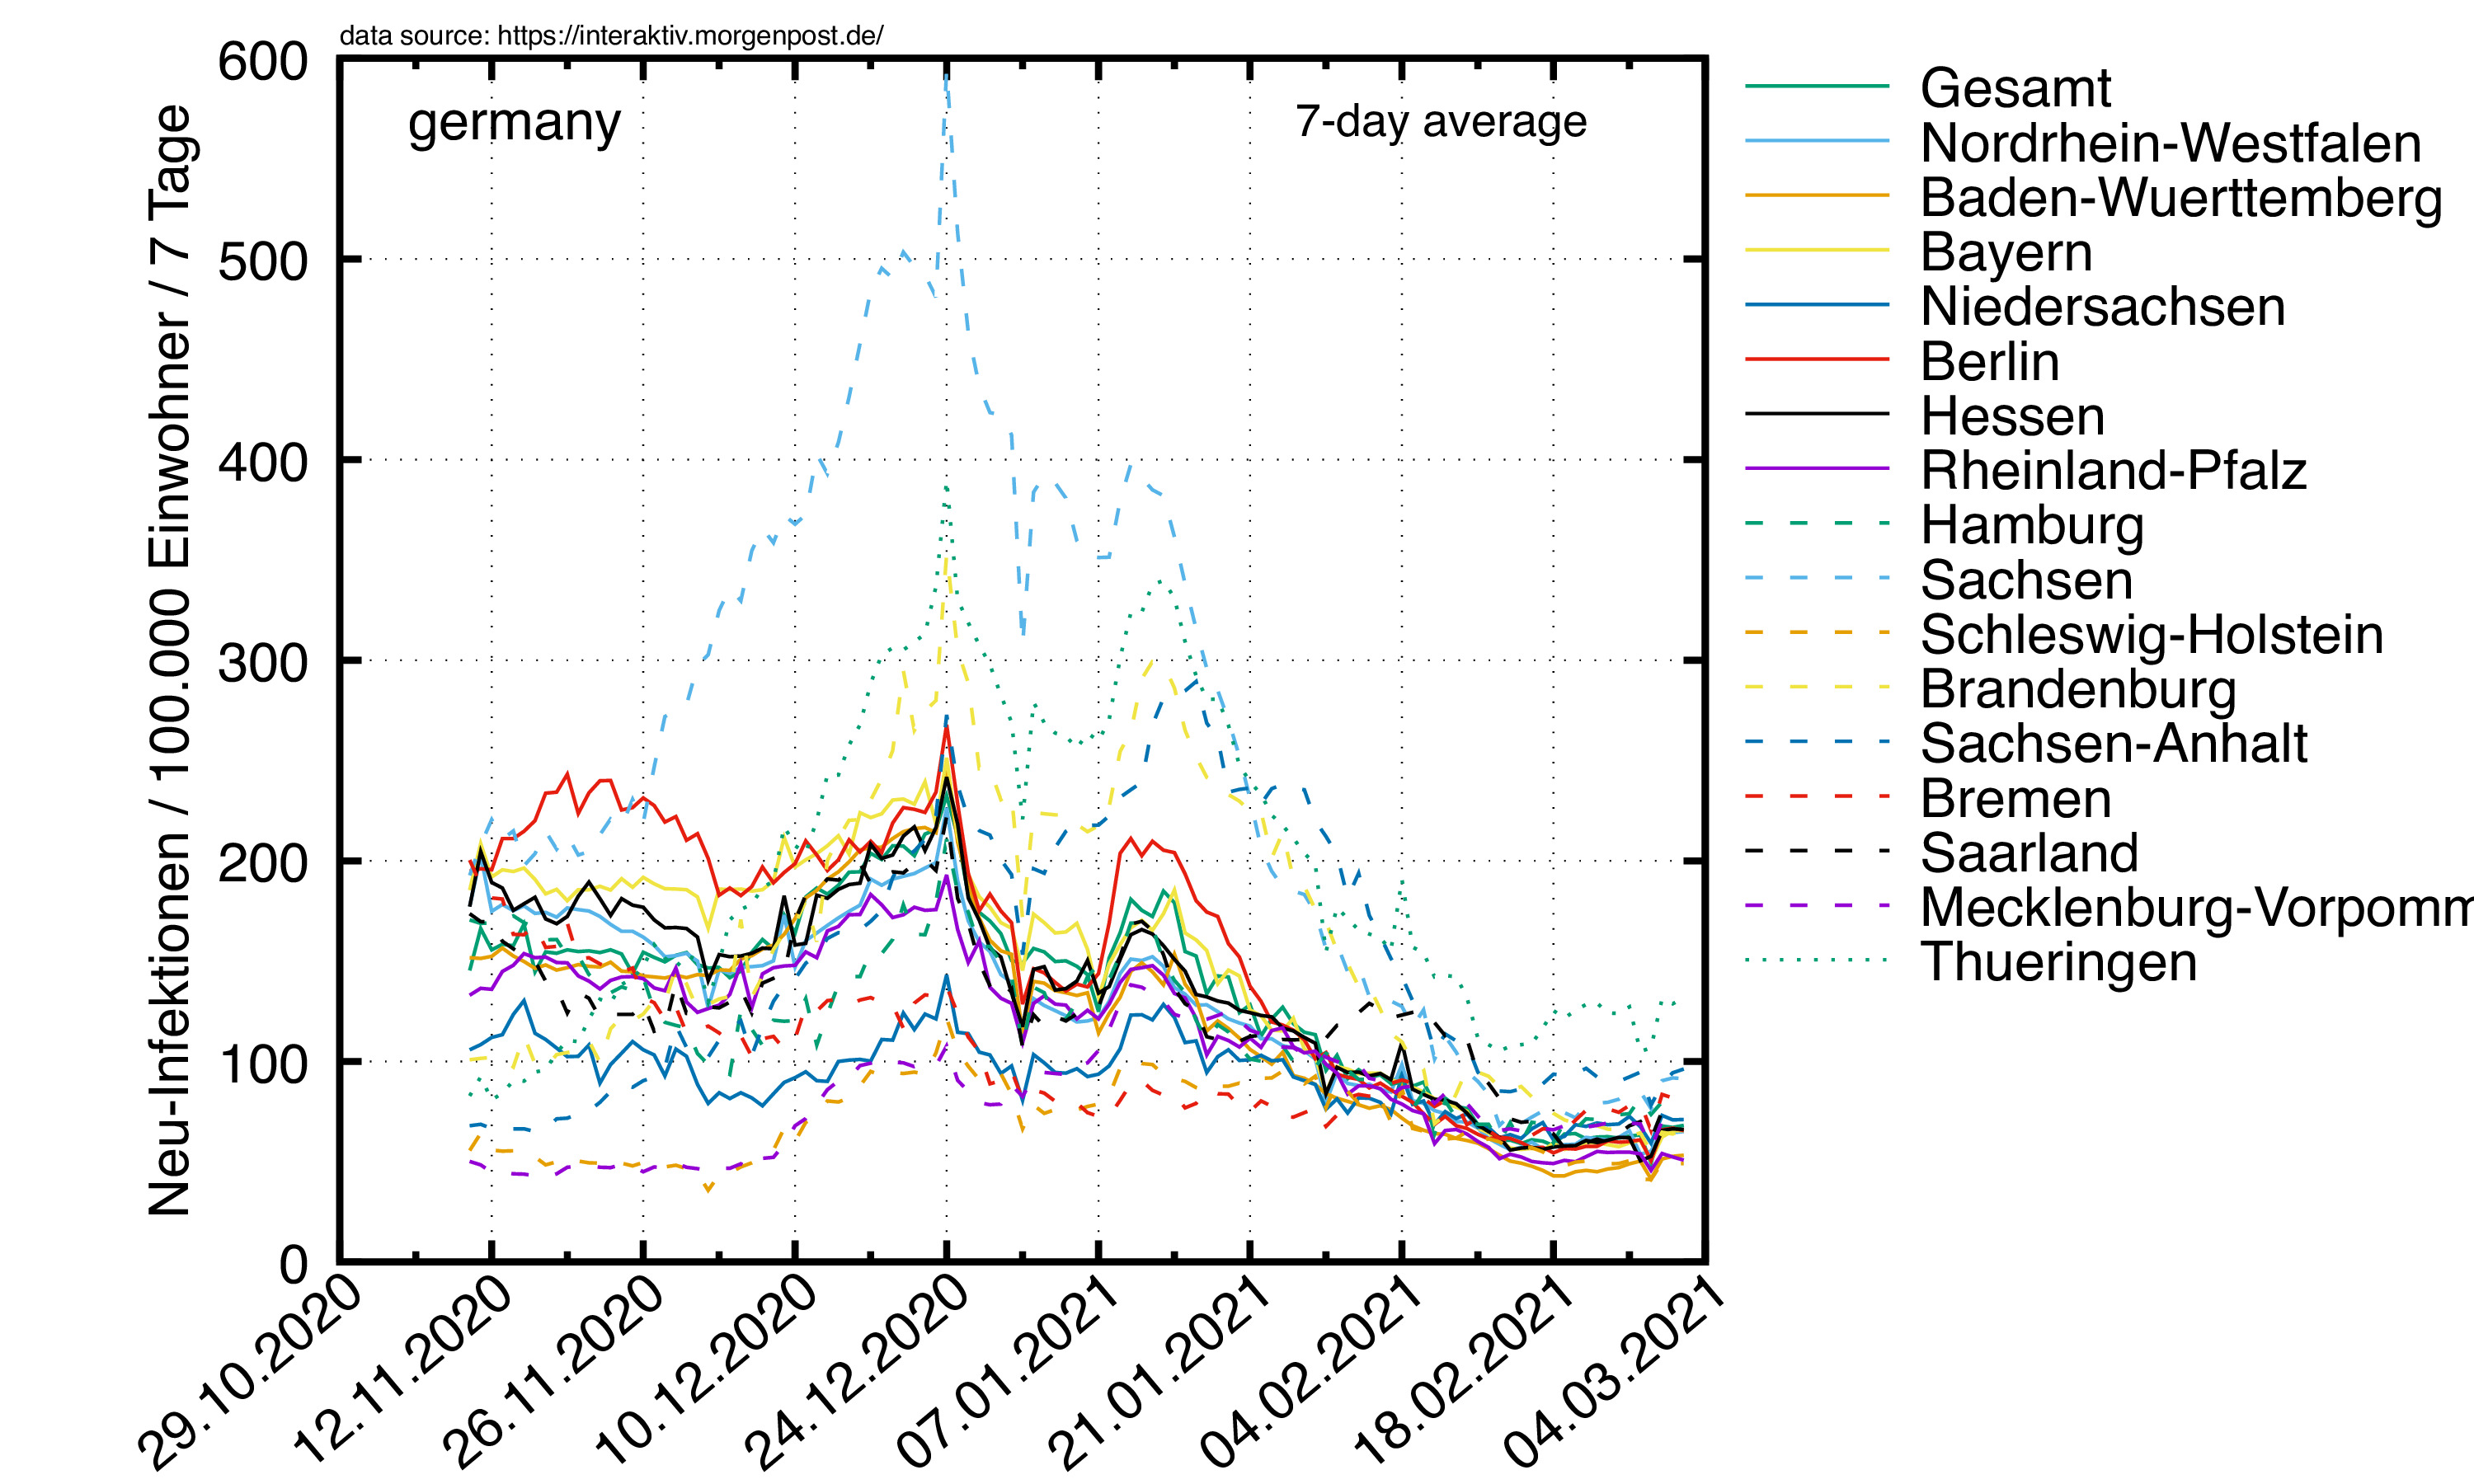 data source: https://interaktiv.morgenpost.de/
germany
7-day average
Neu-Infektionen / 100.000 Einwohner / 7 Tage
600
500
400
300
200
100
0
29.10.2020
12.11.2020
26.11.2020
10.12.2020
24.12.2020
07.01.2021
21.01.2021
04.02.2021
18.02.2021
04.03.2021
Gesamt
Nordrhein-Westfalen
Baden-Wuerttemberg
Bayern
Niedersachsen
Berlin
Hessen
Rheinland-Pfalz
Hamburg
Sachsen
Schleswig-Holstein
Brandenburg
Sachsen-Anhalt
Bremen
Saarland
Mecklenburg-Vorpomm
Thueringen